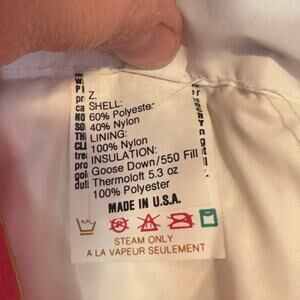 Z.
SHELL:
60% Polyester
40% Nylon
LINING:
100% Nylon
INSULATION:
Goose Down/550 Fill
Thermoloft 5.3 oz
100% Polyester
MADE IN U.S.A.
STEAM ONLY
A LA VAPEUR SEULEMENT